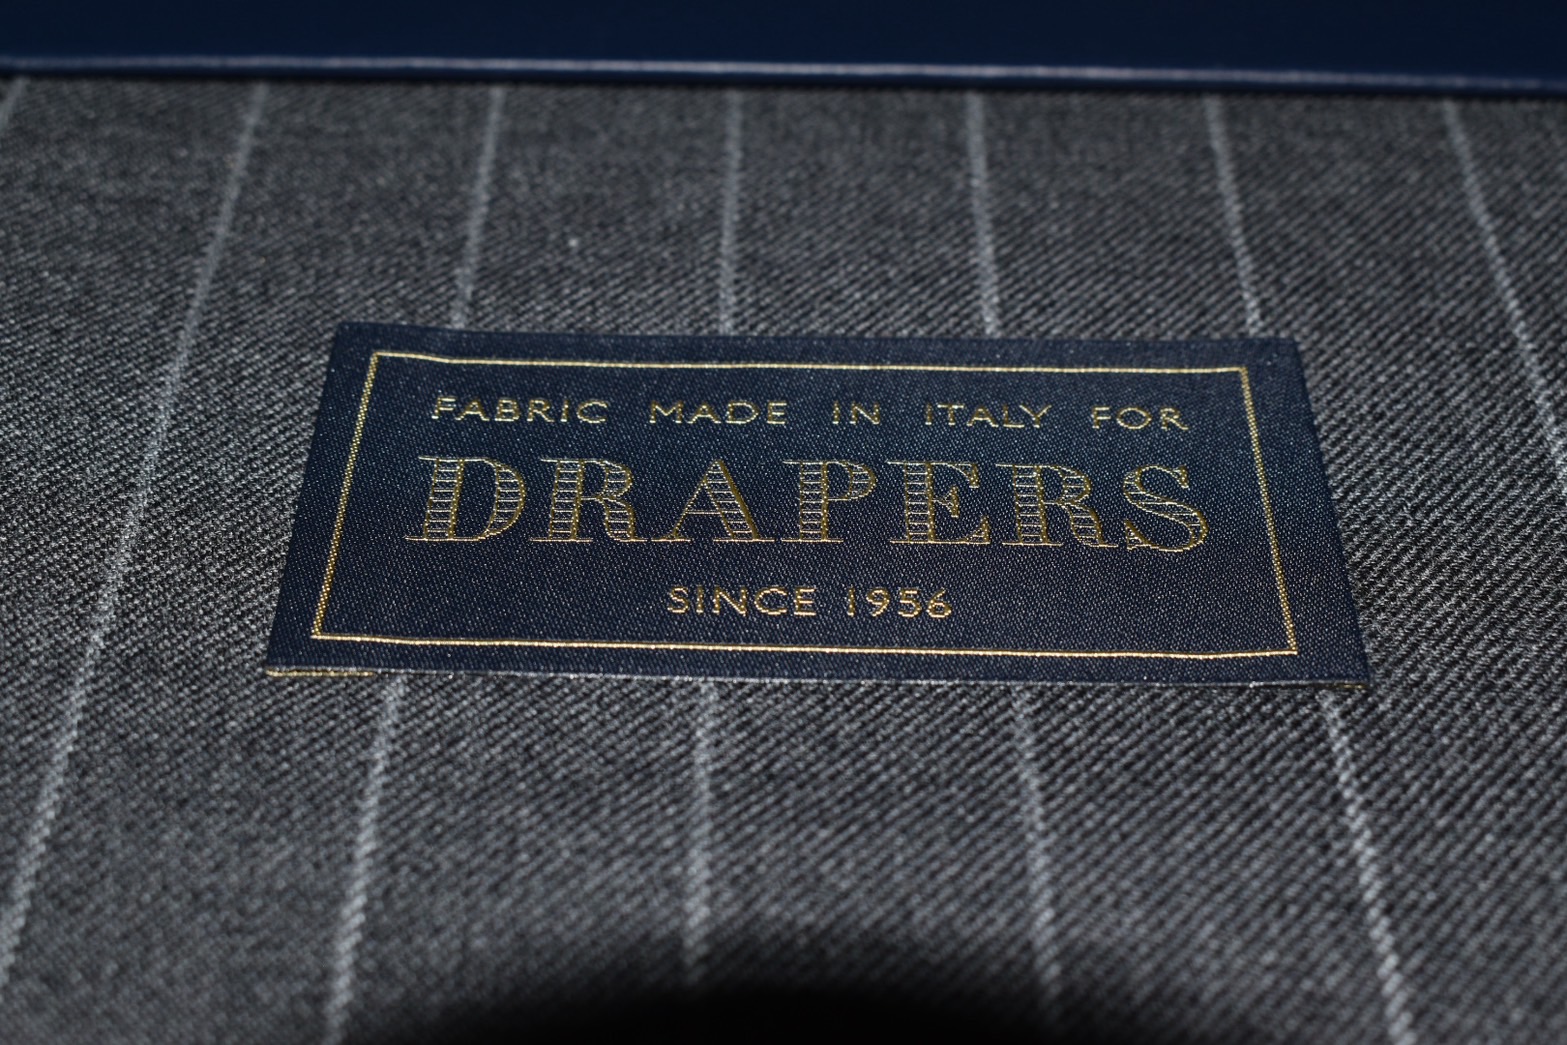 FABRIC MADE IN ITALY FOR
DRAPERS
SINCE 1956